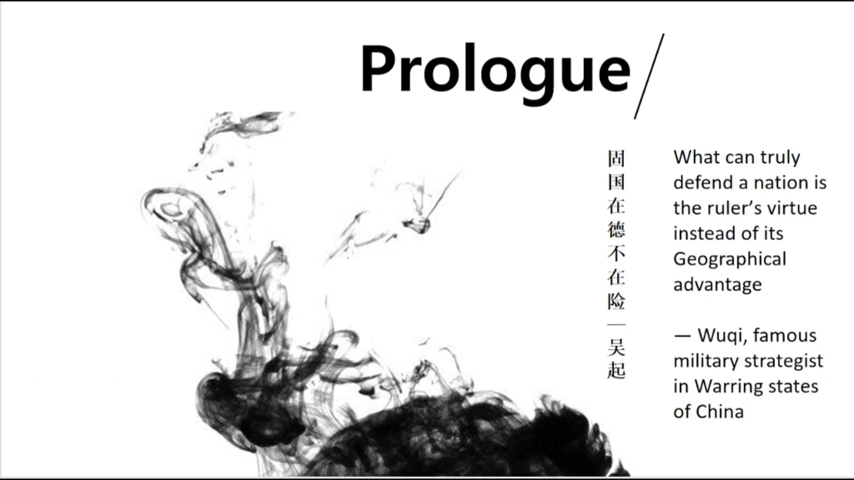 Prologue
固国在德不在险—吴起
What can truly
defend a nation is
the ruler's virtue
instead of its
Geographical
advantage
— Wuqi, famous
military strategist
in Warring states
of China